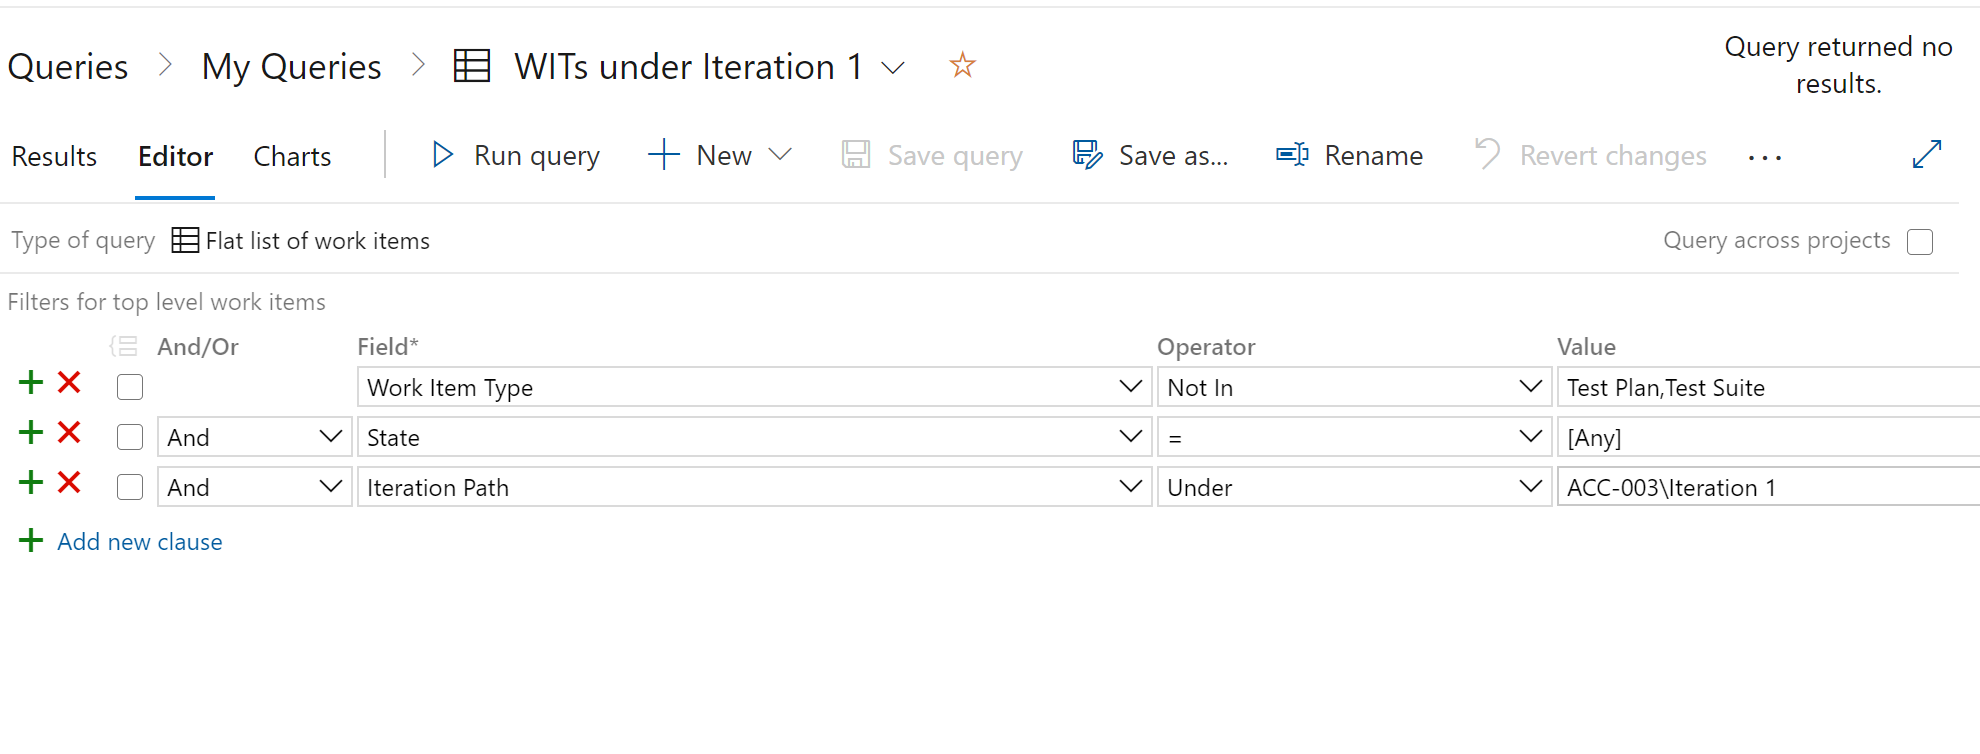 Queries > My Queries > WITs under Iteration 1
Query returned no
results.
Results Editor Charts Run query New Save query Save as... Rename Revert changes ...
Type of query Flat list of work items Query across projects
Filters for top level work items
And/Or Field* Operator Value
Work Item Type Not In Test Plan,Test Suite
And State = [Any]
And Iteration Path Under ACC-003\Iteration 1
Add new clause